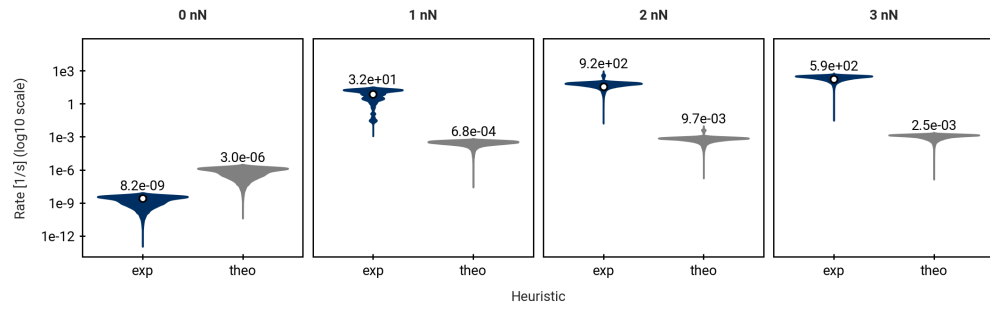 0 nN
1 nN
2 nN
3 nN
Rate [1/s] (log10 scale)
1e3
1
1e-3
1e-6
1e-9
1e-12
8.2e-09
3.0e-06
3.2e+01
6.8e-04
9.2e+02
9.7e-03
5.9e+02
2.5e-03
exp
theo
exp
theo
exp
theo
exp
theo
Heuristic